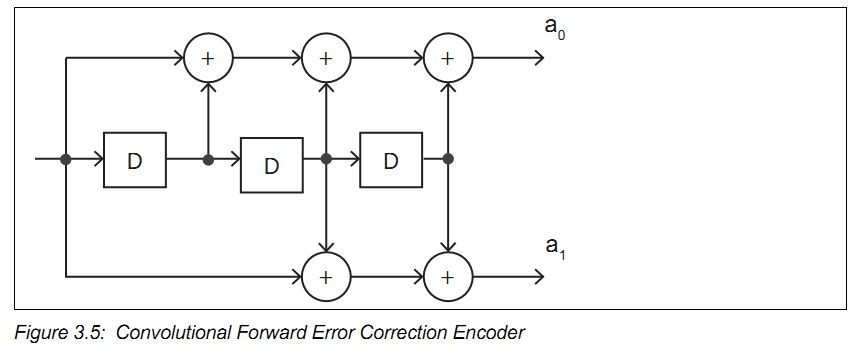 a0
+ + +
D D D
a1
+ +
Figure 3.5: Convolutional Forward Error Correction Encoder